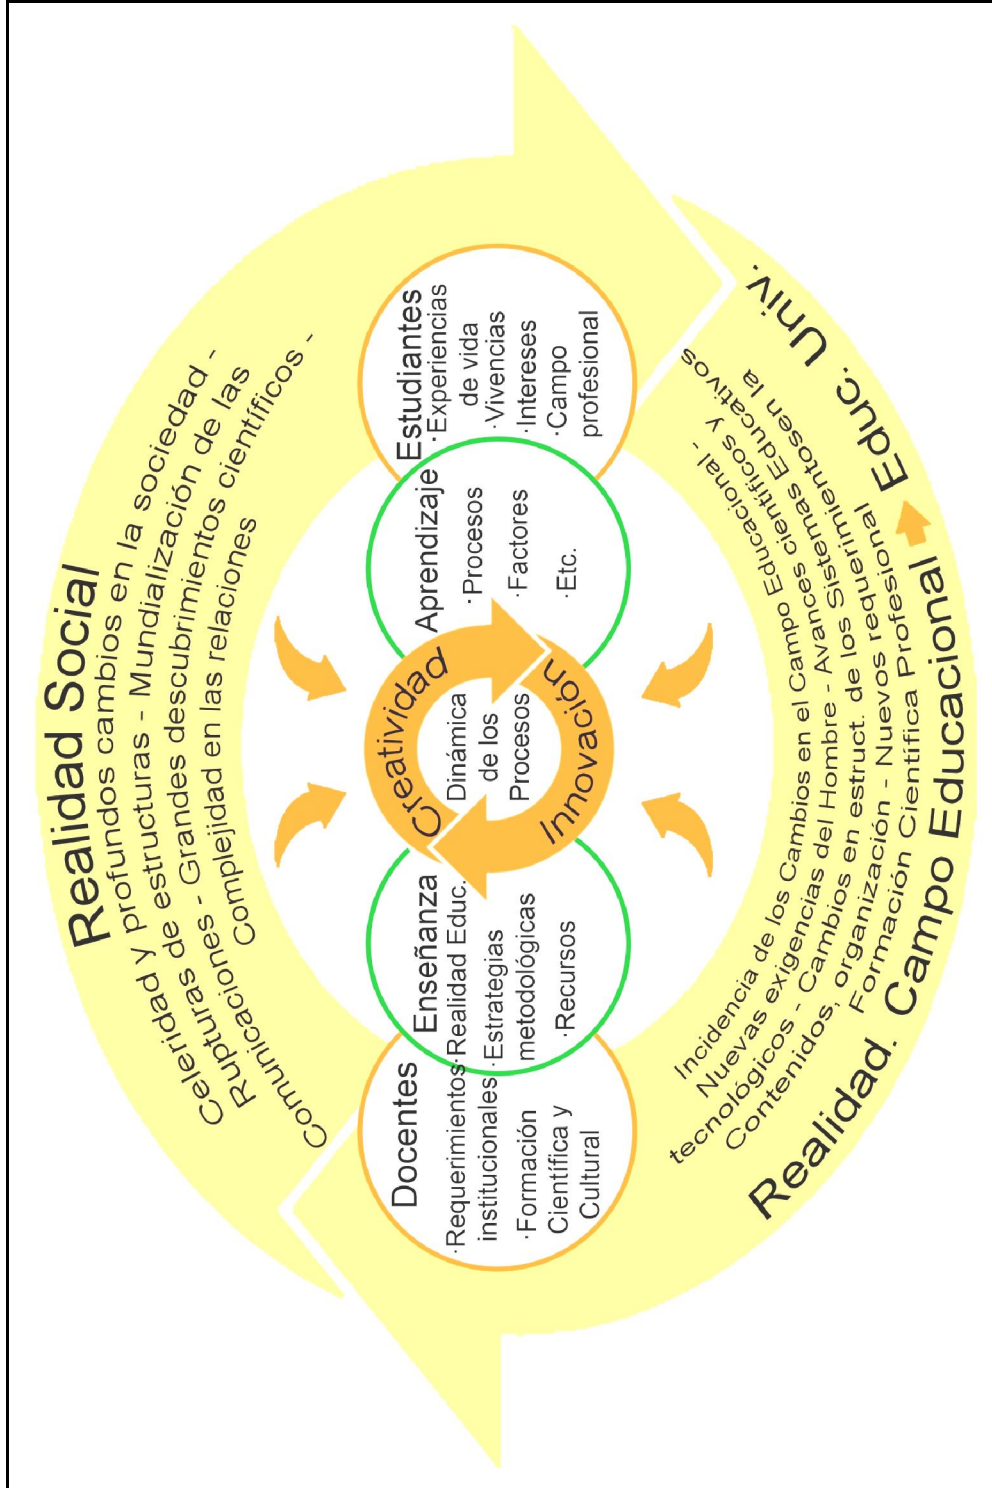 Realidad Social
Celeridad y profundos cambios en la sociedad -
Rupturas de estructuras - Mundialización de las
Comunicaciones - Grandes descubrimientos científicos -
Complejidad en las relaciones
Docentes
·Requerimientos
institucionales
·Formación
Científica y
Cultural
Enseñanza
·Realidad Educ.
·Estrategias
metodológicas
·Recursos
Creatividad
Dinámica
de los
Procesos
Innovación
Aprendizaje
·Procesos
·Factores
·Etc.
Estudiantes
·Experiencias
de vida
·Vivencias
·Intereses
·Campo
profesional
Incidencia de los Cambios en el Campo Educacional -
Nuevas exigencias del Hombre - Avances científicos y
tecnológicos - Cambios en estruct. de los Sistemas Educativos
Contenidos, organización - Nuevos requerimientosen la
Formación Científica Profesional
Realidad. Campo Educacional Educ. Univ.